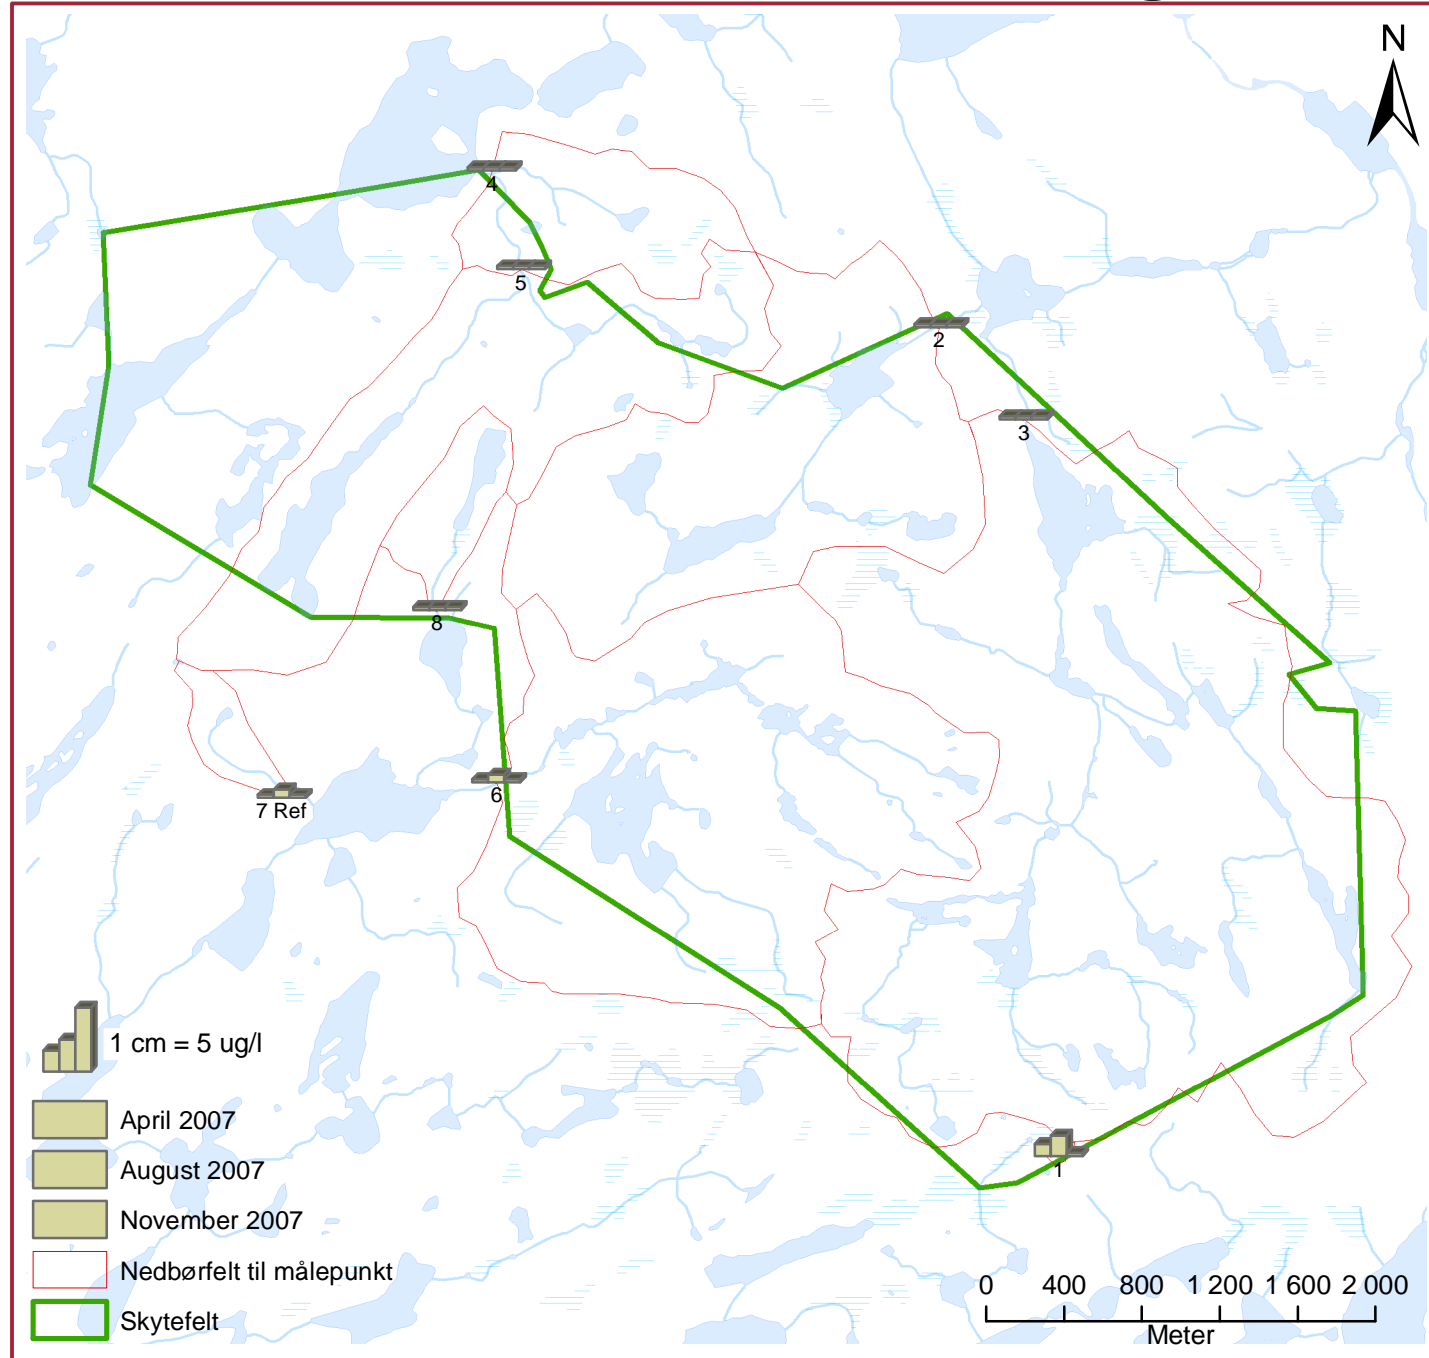 N
4
5
2
3
8
6
7 Ref
1
1 cm = 5 ug/l
April 2007
August 2007
November 2007
Nedbørfelt til målepunkt
Skytefelt
0 400 800 1 200 1 600 2 000
Meter